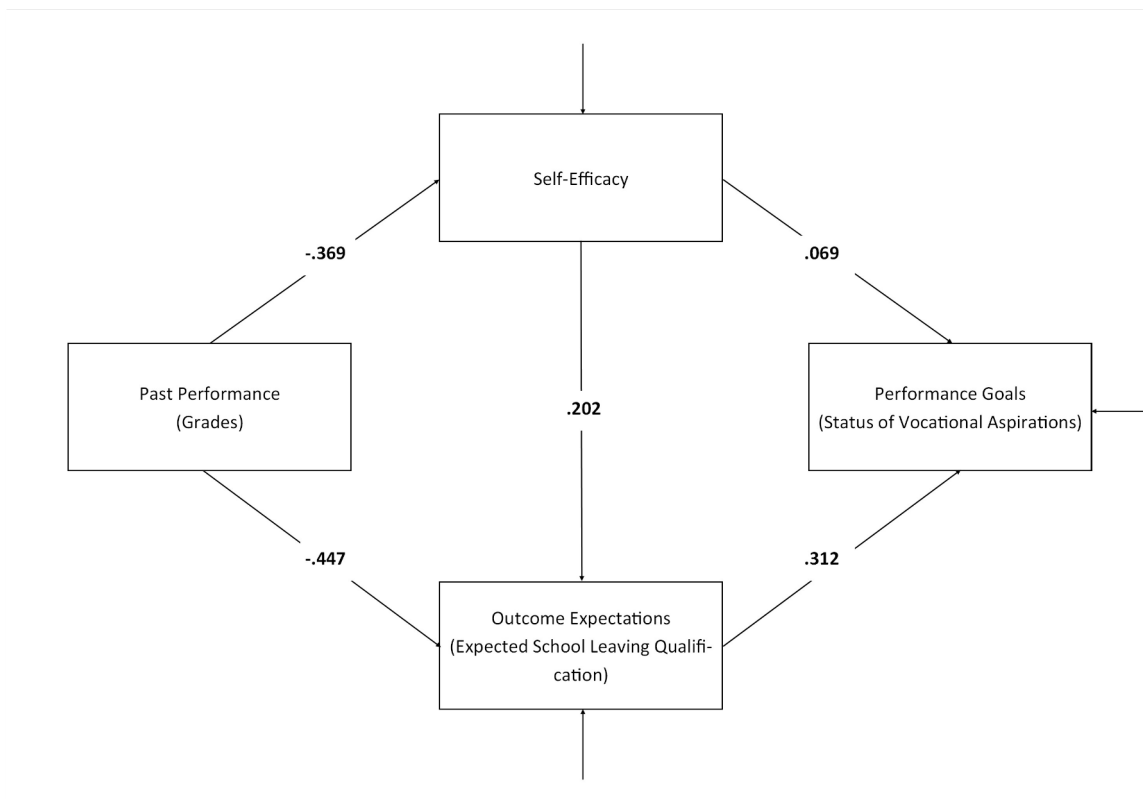 Self-Efficacy
-.369
.069
Past Performance
(Grades)
.202
Performance Goals
(Status of Vocational Aspirations)
-.447
.312
Outcome Expectations
(Expected School Leaving Qualifi-
cation)